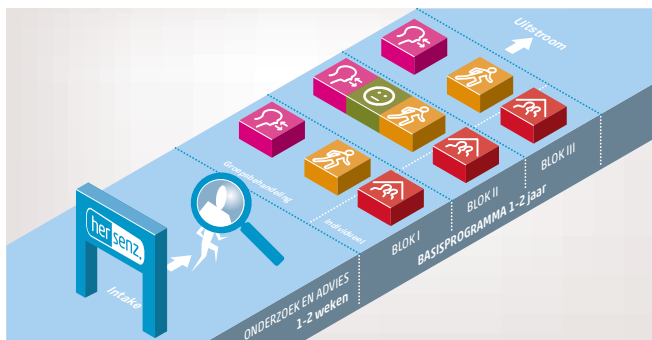 Uitstroom
Groepsbehandeling
Individueel
hersenz.
Intake
ONDERZOEK EN ADVIES
1-2 weken
BLOK I
BLOK II
BLOK III
BASISPROGRAMMA 1-2 jaar